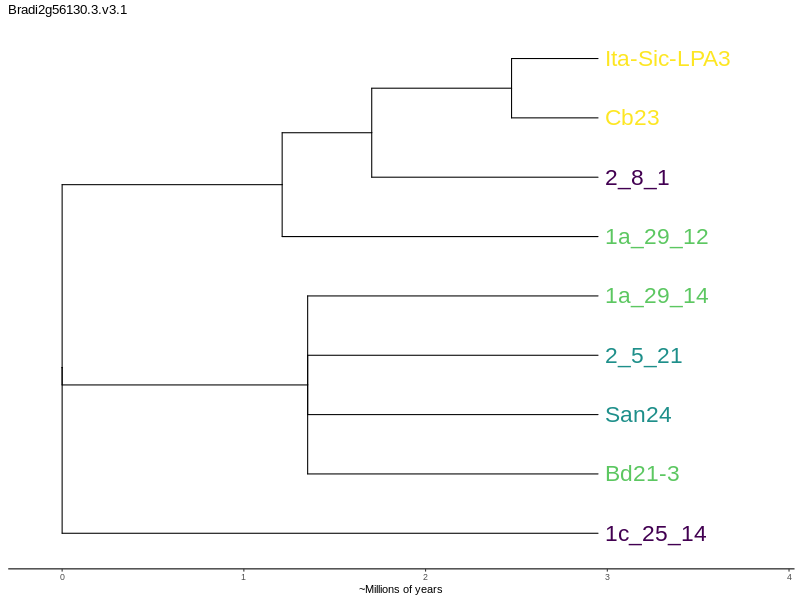 Bradi2g56130.3.v3.1
Ita-Sic-LPA3
Cb23
2_8_1
1a_29_12
1a_29_14
2_5_21
San24
Bd21-3
1c_25_14
0 1 2 3 4
~Millions of years